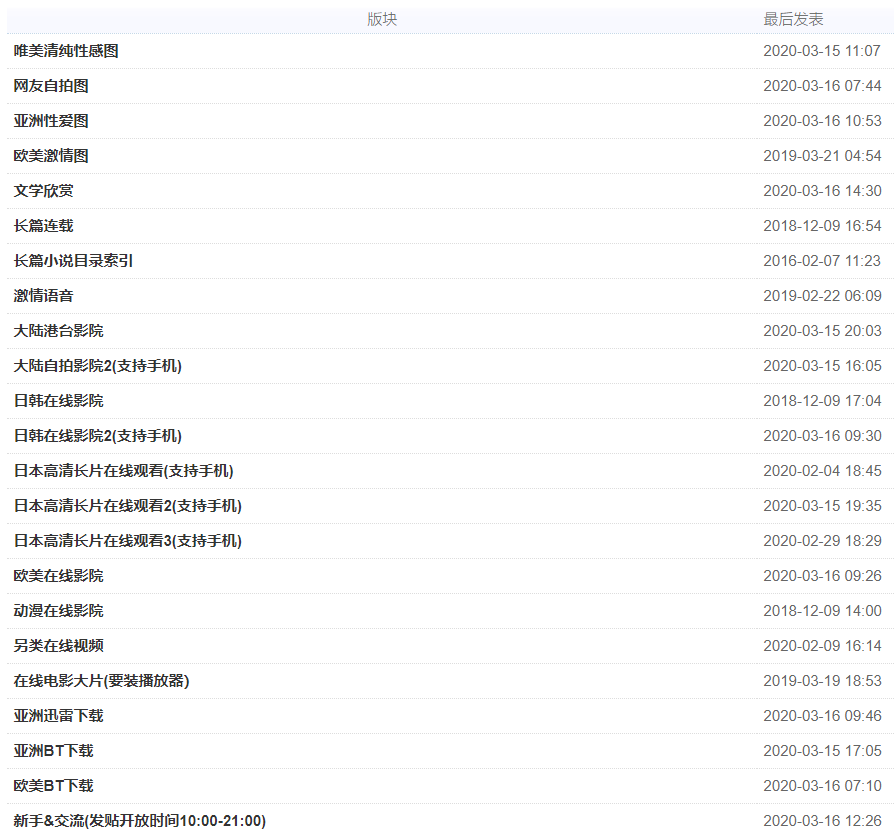 版块 最后发表
唯美清纯性感图 2020-03-15 11:07
网友自拍图 2020-03-16 07:44
亚洲性爱图 2020-03-16 10:53
欧美激情图 2019-03-21 04:54
文学欣赏 2020-03-16 14:30
长篇连载 2018-12-09 16:54
长篇小说目录索引 2016-02-07 11:23
激情语音 2019-02-22 06:09
大陆港台影院 2020-03-15 20:03
大陆自拍影院2(支持手机) 2020-03-15 16:05
日韩在线影院 2018-12-09 17:04
日韩在线影院2(支持手机) 2020-03-16 09:30
日本高清长片在线观看(支持手机) 2020-02-04 18:45
日本高清长片在线观看2(支持手机) 2020-03-15 19:35
日本高清长片在线观看3(支持手机) 2020-02-29 18:29
欧美在线影院 2020-03-16 09:26
动漫在线影院 2018-12-09 14:00
另类在线视频 2020-02-09 16:14
在线电影大片(要装播放器) 2019-03-19 18:53
亚洲迅雷下载 2020-03-16 09:46
亚洲BT下载 2020-03-15 17:05
欧美BT下载 2020-03-16 07:10
新手&交流(发贴开放时间10:00-21:00) 2020-03-16 12:26